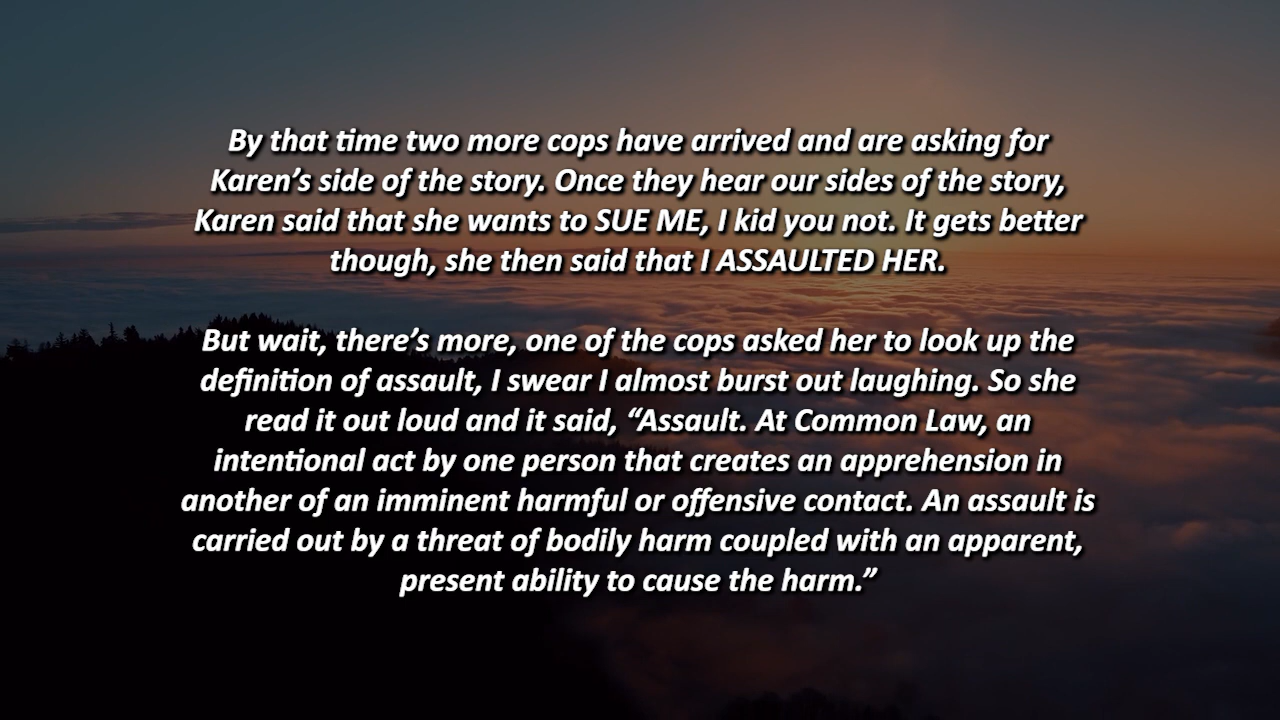 By that time two more cops have arrived and are asking for
Karen’s side of the story. Once they hear our sides of the story,
Karen said that she wants to SUE ME, I kid you not. It gets better
though, she then said that I ASSAULTED HER.
But wait, there’s more, one of the cops asked her to look up the
definition of assault, I swear I almost burst out laughing. So she
read it out loud and it said, “Assault. At Common Law, an
intentional act by one person that creates an apprehension in
another of an imminent harmful or offensive contact. An assault is
carried out by a threat of bodily harm coupled with an apparent,
present ability to cause the harm.”